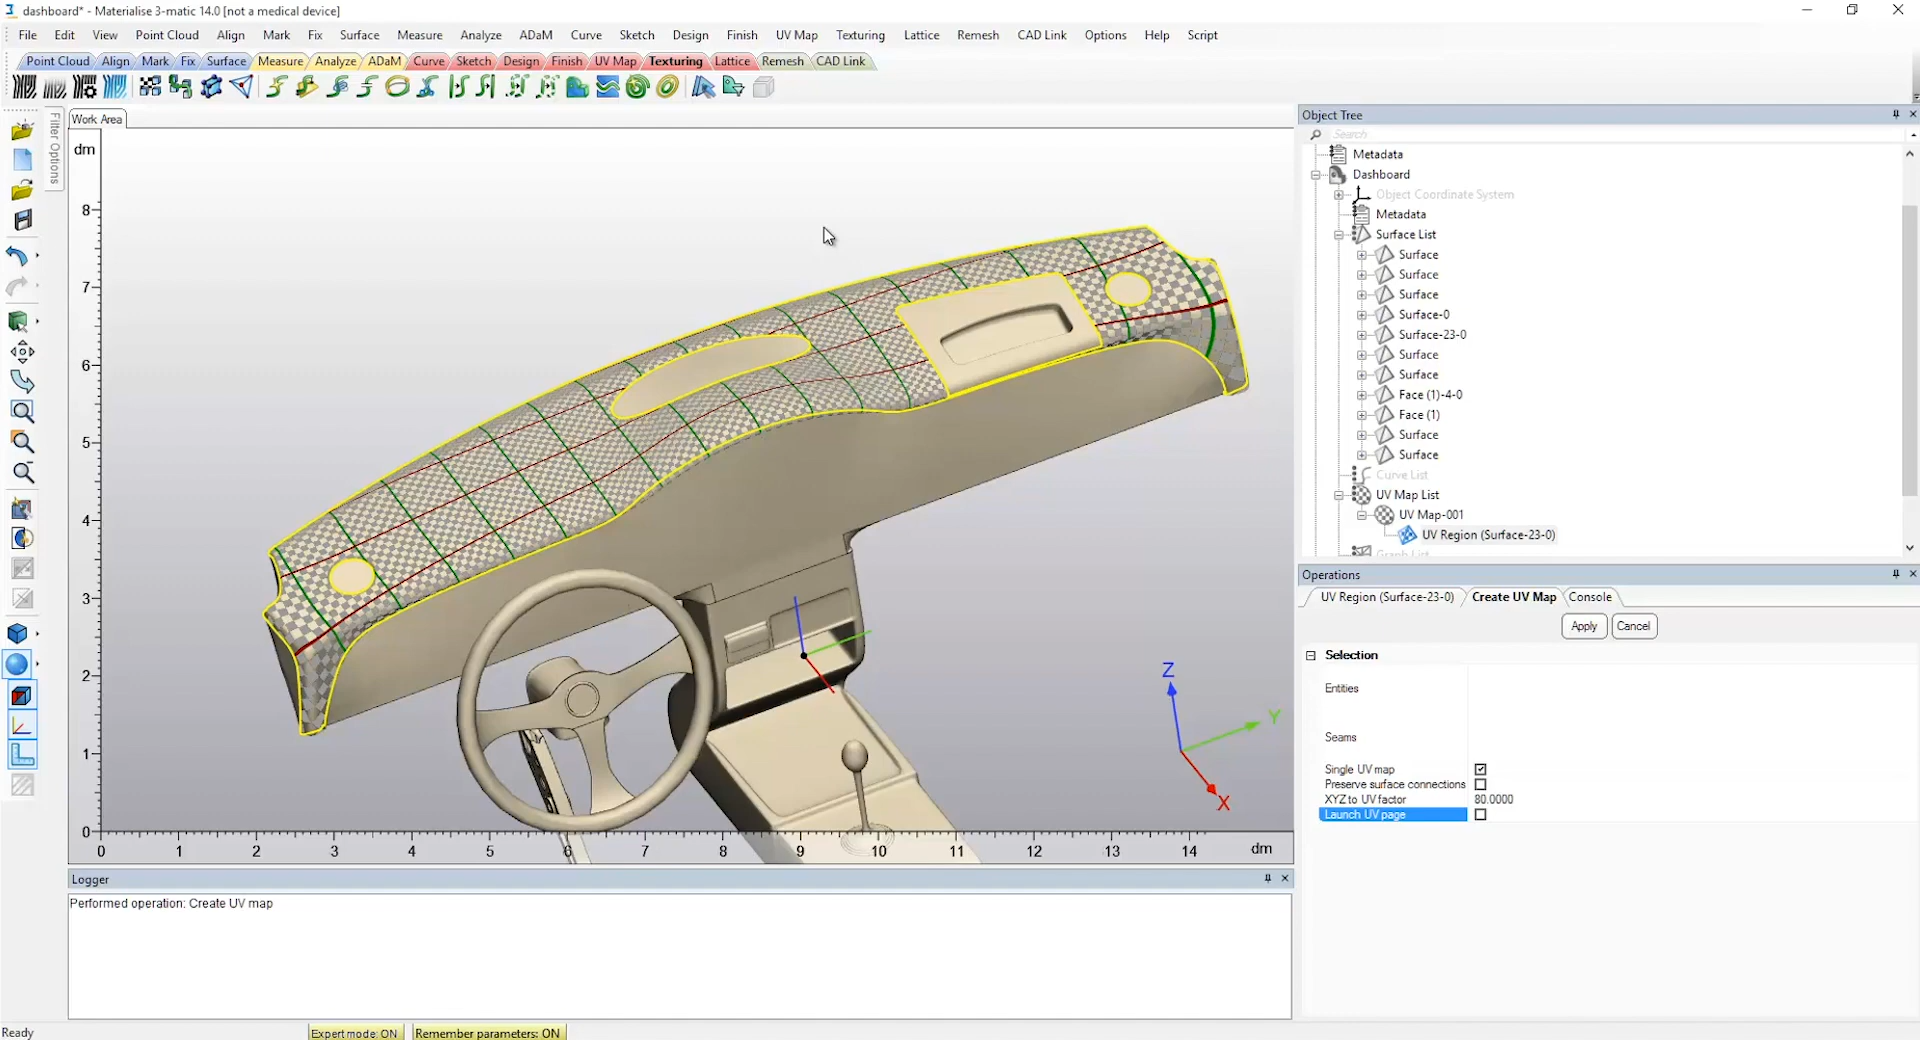 dashboard* - Materialise 3-matic 14.0 [not a medical device]
File Edit View Point Cloud Align Mark Fix Surface Measure Analyze ADaM Curve Sketch Design Finish UV Map Texturing Lattice Remesh CAD Link Options Help Script
Point Cloud Align Mark Fix Surface Measure Analyze ADaM Curve Sketch Design Finish UV Map Texturing Lattice Remesh CAD Link
Filter Options
Work Area
dm
8
7
6
5
4
3
2
1
0
0 1 2 3 4 5 6 7 8 9 10 11 12 13 14 dm
Z
Y
X
Object Tree
Search
Metadata
Dashboard
Object Coordinate System
Metadata
Surface List
Surface
Surface
Surface
Surface-0
Surface-23-0
Surface
Surface
Face (1)-4-0
Face (1)
Surface
Surface
Curve List
UV Map List
UV Map-001
UV Region (Surface-23-0)
Graph List
Operations
UV Region (Surface-23-0) Create UV Map Console
Apply Cancel
Selection
Entities
Seams
Single UV map
Preserve surface connections
XYZ to UV factor 80.0000
Launch UV page
Logger
Performed operation: Create UV map
Ready Expert mode: ON Remember parameters: ON